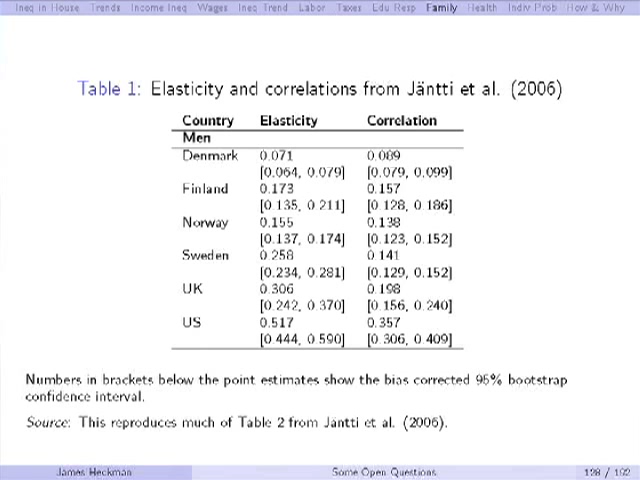 Ineq in House Trends Income Ineq Wages Ineq Trend Labor Taxes Edu Resp Family Health Indiv Prob How & Why
Table 1: Elasticity and correlations from Jäntti et al. (2006)
Country Elasticity Correlation
Men
Denmark 0.071 0.089
[0.064, 0.079] [0.079, 0.099]
Finland 0.173 0.157
[0.135, 0.211] [0.128, 0.186]
Norway 0.155 0.138
[0.137, 0.174] [0.123, 0.152]
Sweden 0.258 0.141
[0.234, 0.281] [0.129, 0.152]
UK 0.306 0.198
[0.242, 0.370] [0.156, 0.240]
US 0.517 0.357
[0.444, 0.590] [0.306, 0.409]
Numbers in brackets below the point estimates show the bias corrected 95% bootstrap
confidence interval.
Source: This reproduces much of Table 2 from Jäntti et al. (2006).
James Heckman Some Open Questions 128 / 192